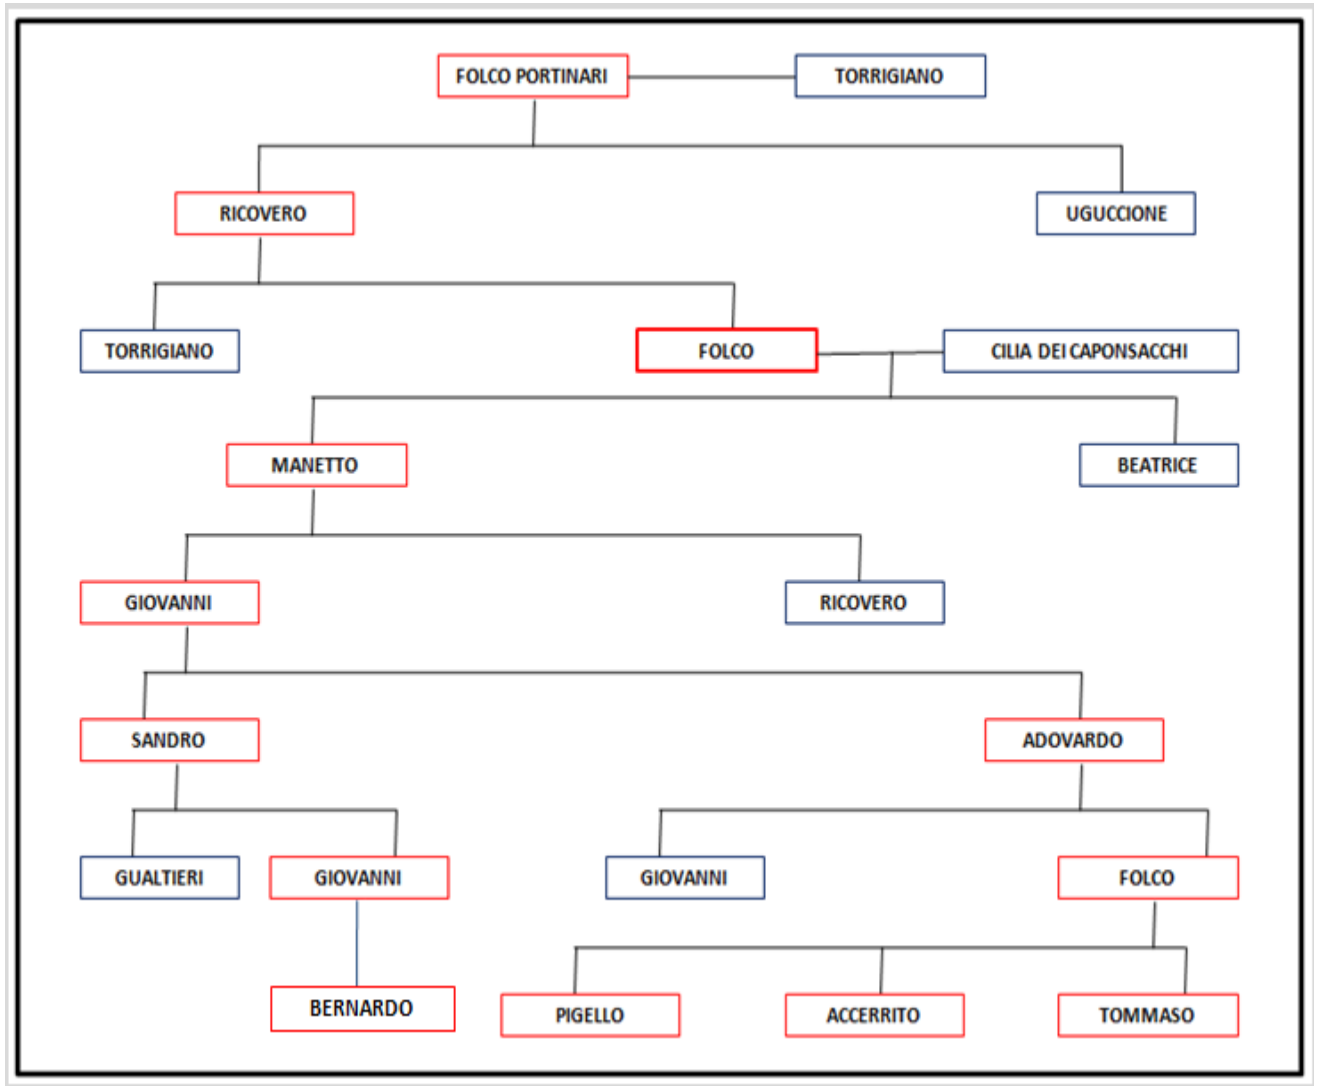 FOLCO PORTINARI
TORRIGIANO
RICOVERO
UGUCCIONE
TORRIGIANO
FOLCO
CILIA DEI CAPONSACCHI
MANETTO
BEATRICE
GIOVANNI
RICOVERO
SANDRO
ADOVARDO
GUALTIERI
GIOVANNI
GIOVANNI
FOLCO
BERNARDO
PIGELLO
ACCERRITO
TOMMASO